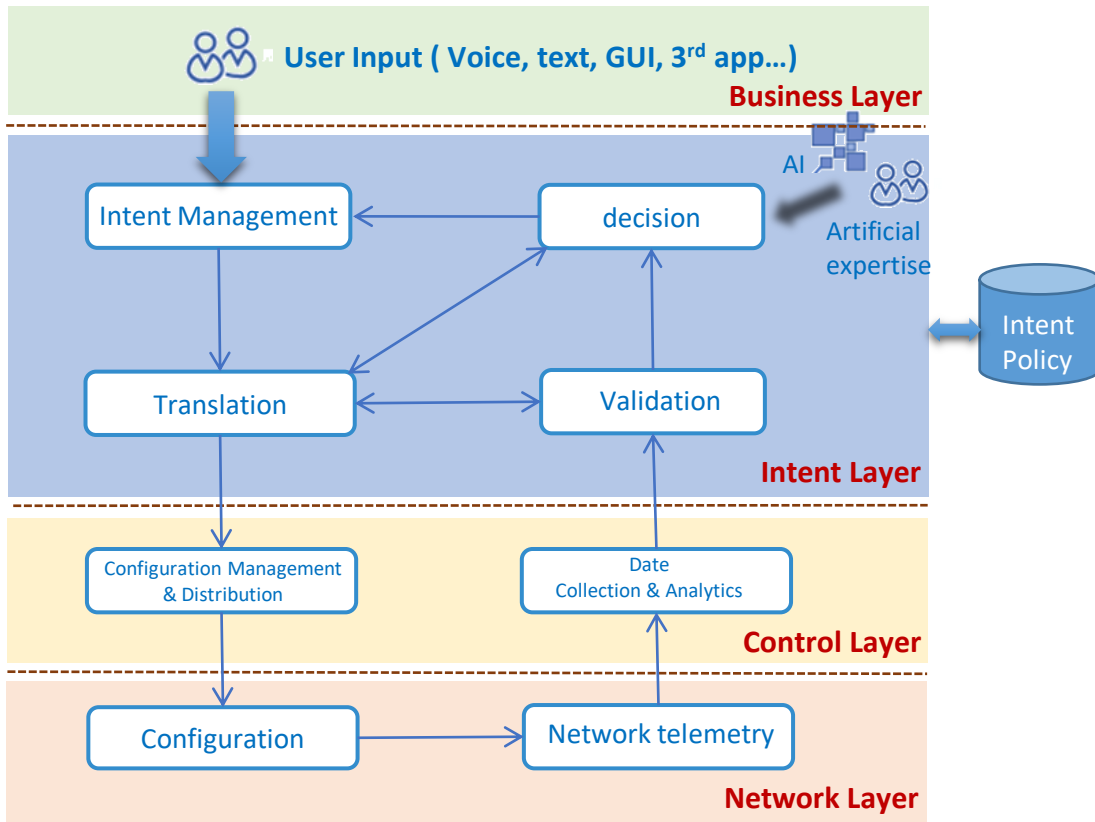 User Input ( Voice, text, GUI, 3rd app…)
Business Layer
AI
Artificial
expertise
Intent Management
decision
Intent
Policy
Translation
Validation
Intent Layer
Configuration Management
& Distribution
Date
Collection & Analytics
Control Layer
Configuration
Network telemetry
Network Layer